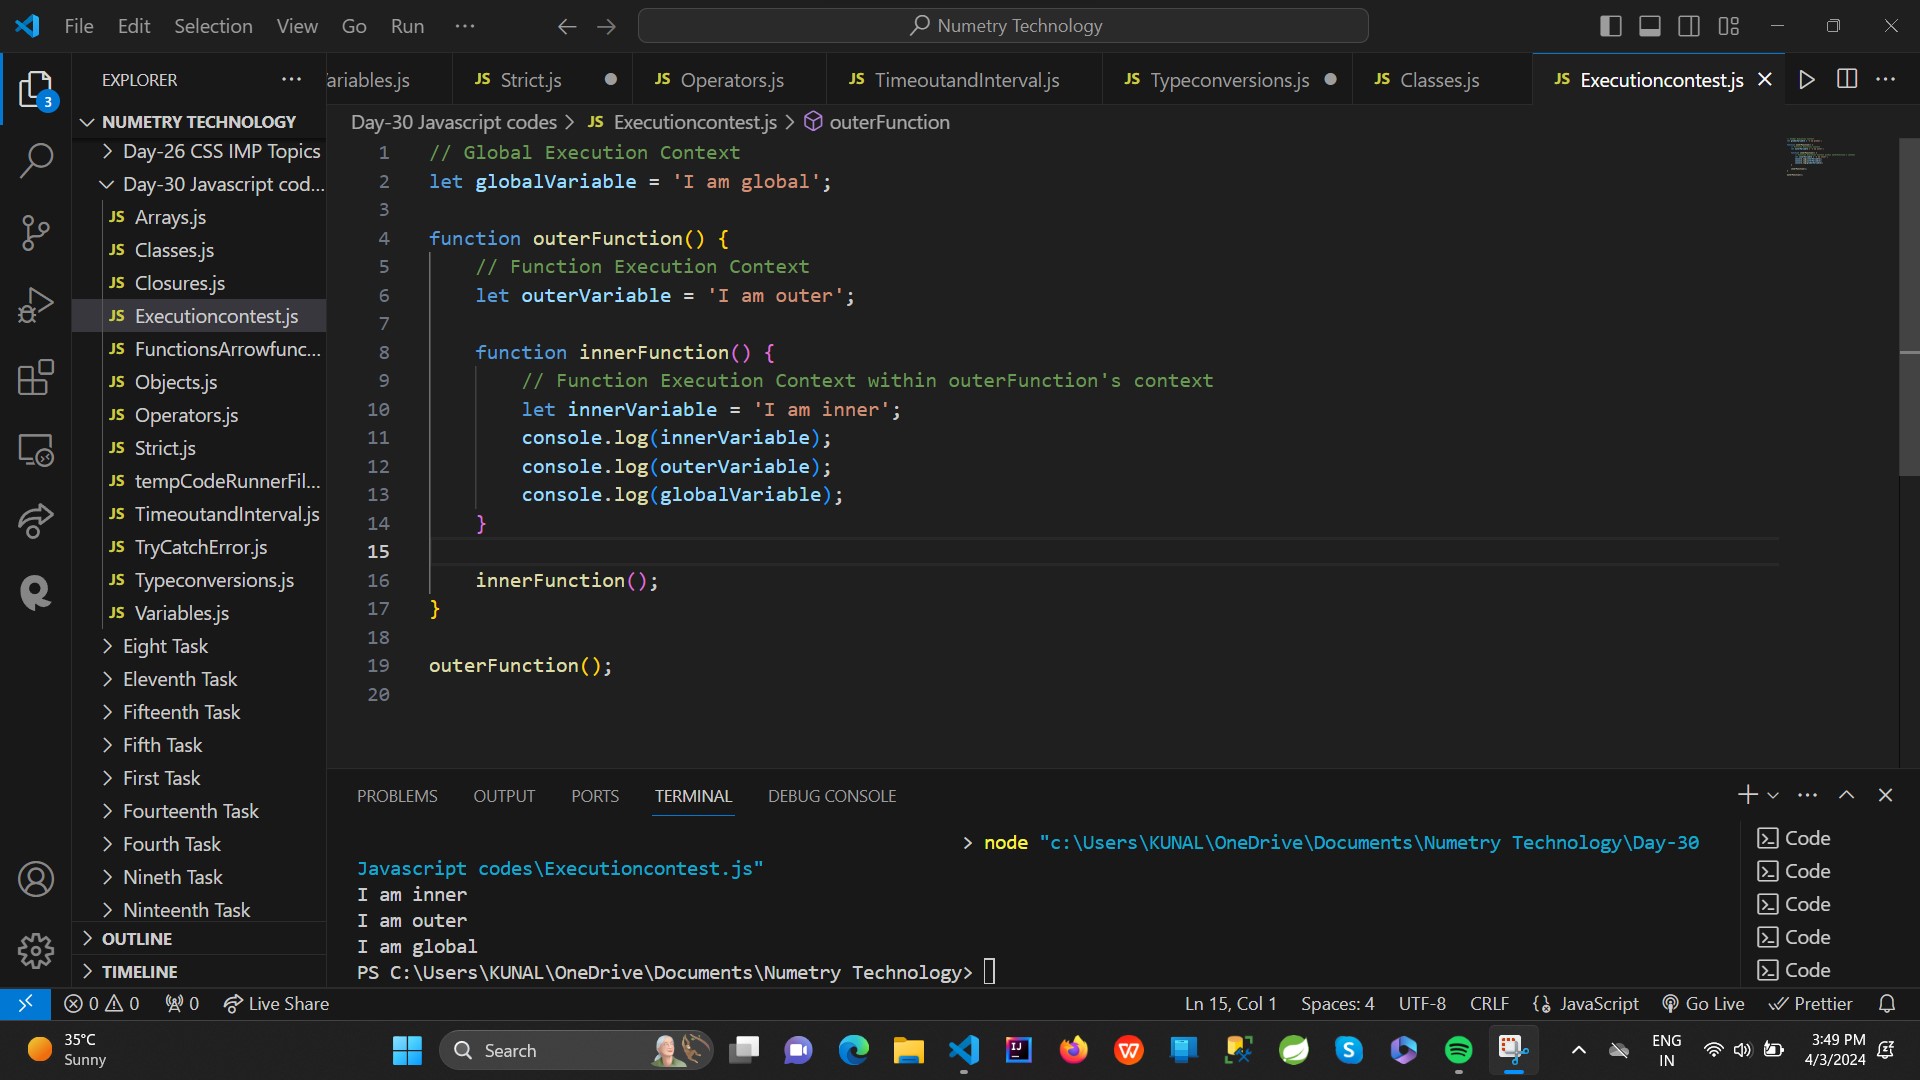 File Edit Selection View Go Run ···
Numetry Technology
EXPLORER ···
ariables.js
JS Strict.js
JS Operators.js
JS TimeoutandInterval.js
JS Typeconversions.js
JS Classes.js
JS Executioncontest.js
NUMETRY TECHNOLOGY
Day-26 CSS IMP Topics
Day-30 Javascript cod...
JS Arrays.js
JS Classes.js
JS Closures.js
JS Executioncontest.js
JS FunctionsArrowfunc...
JS Objects.js
JS Operators.js
JS Strict.js
JS tempCodeRunnerFil...
JS TimeoutandInterval.js
JS TryCatchError.js
JS Typeconversions.js
JS Variables.js
Eight Task
Eleventh Task
Fifteenth Task
Fifth Task
First Task
Fourteenth Task
Fourth Task
Nineth Task
Ninteenth Task
OUTLINE
TIMELINE
3
Day-30 Javascript codes > JS Executioncontest.js > outerFunction
1 // Global Execution Context
2 let globalVariable = 'I am global';
3
4 function outerFunction() {
5 // Function Execution Context
6 let outerVariable = 'I am outer';
7
8 function innerFunction() {
9 // Function Execution Context within outerFunction's context
10 let innerVariable = 'I am inner';
11 console.log(innerVariable);
12 console.log(outerVariable);
13 console.log(globalVariable);
14 }
15
16 innerFunction();
17 }
18
19 outerFunction();
20
PROBLEMS OUTPUT PORTS TERMINAL DEBUG CONSOLE
> node "c:\Users\KUNAL\OneDrive\Documents\Numetry Technology\Day-30
Javascript codes\Executioncontest.js"
I am inner
I am outer
I am global
PS C:\Users\KUNAL\OneDrive\Documents\Numetry Technology>
Code
Code
Code
Code
Code
0 0 0 Live Share
Ln 15, Col 1 Spaces: 4 UTF-8 CRLF JavaScript Go Live Prettier
35°C
Sunny
Search
ENG
IN
3:49 PM
4/3/2024